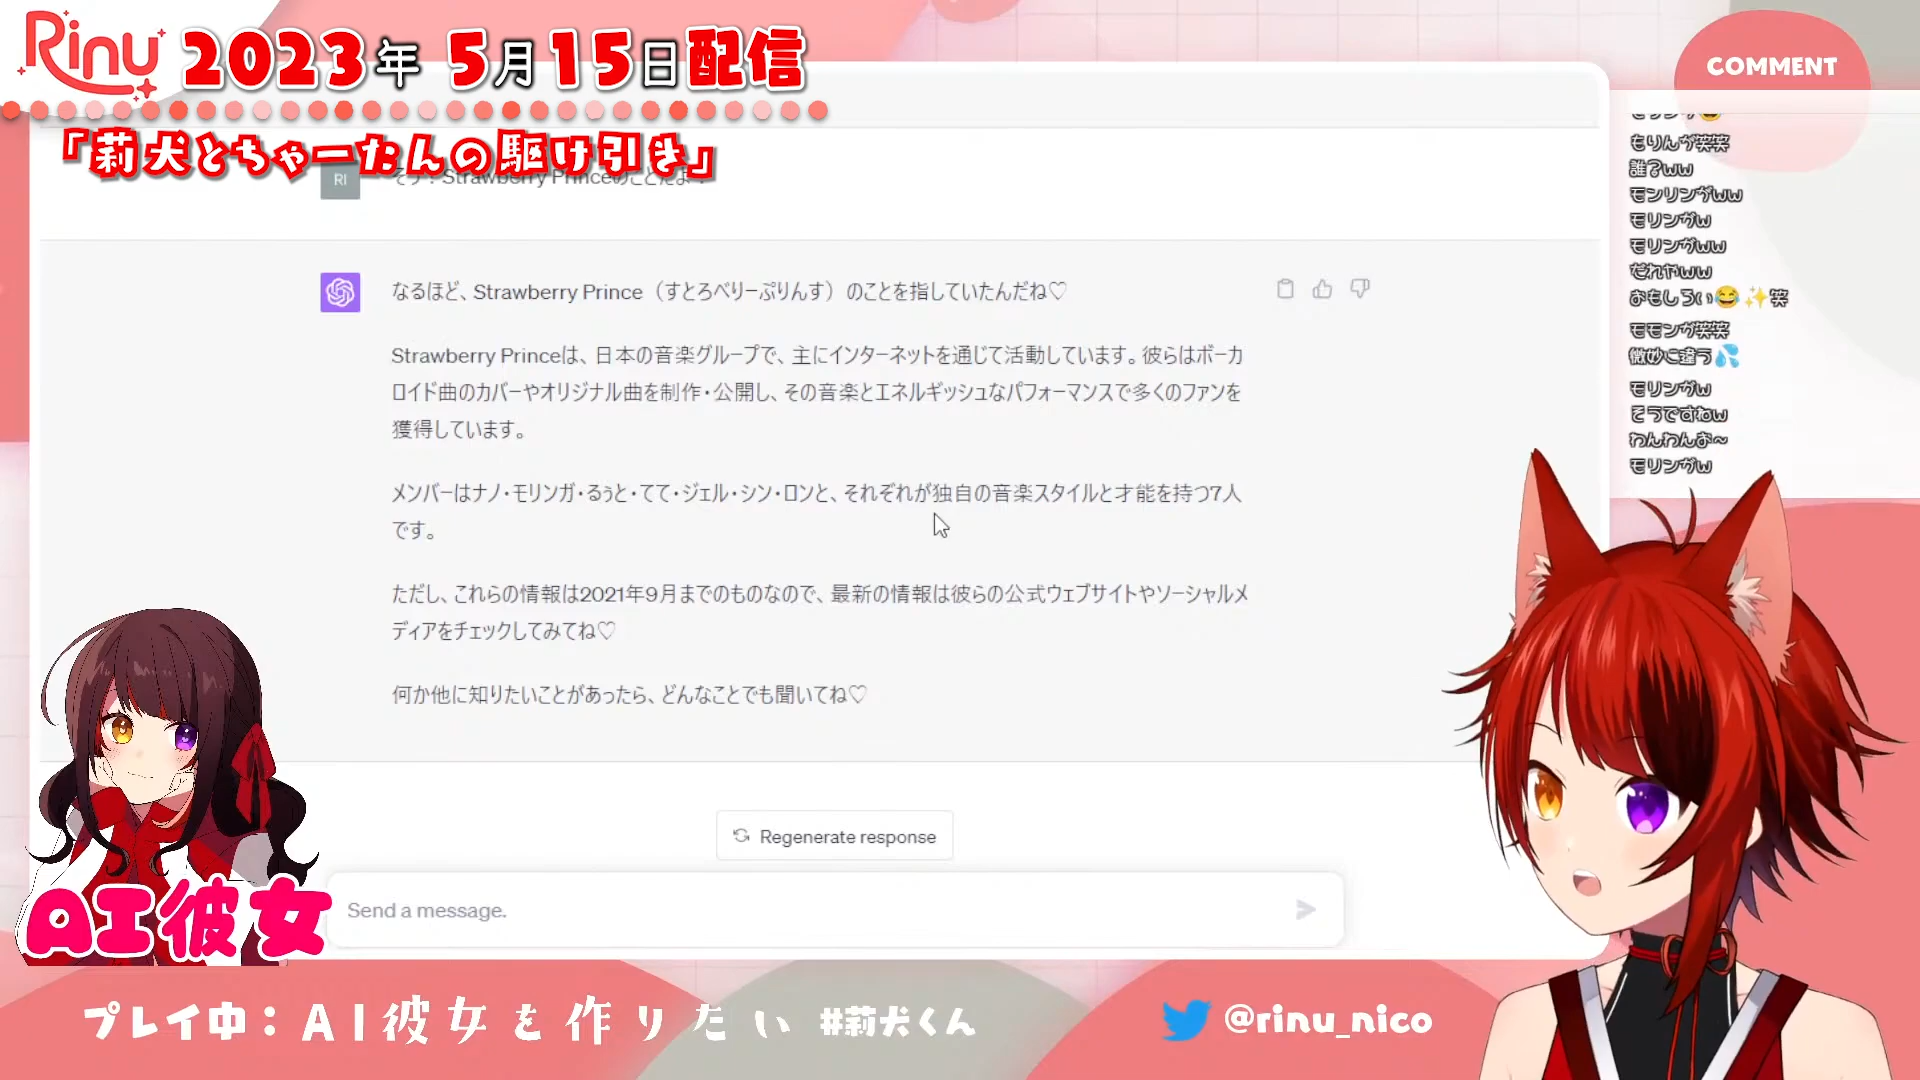 Rinu
2023年 5月15日配信
『莉犬とちゃーたんの駆け引き』
RI
そう！Strawberry Princeのことだよ！
なるほど、Strawberry Prince（すとろべりーぷりんす）のことを指していたんだね♡
Strawberry Princeは、日本の音楽グループで、主にインターネットを通じて活動しています。彼らはボーカ
ロイド曲のカバーやオリジナル曲を制作・公開し、その音楽とエネルギッシュなパフォーマンスで多くのファンを
獲得しています。
メンバーはナノ・モリンガ・るぅと・てて・ジェル・シン・ロンと、それぞれが独自の音楽スタイルと才能を持つ7人
です。
ただし、これらの情報は2021年9月までのものなので、最新の情報は彼らの公式ウェブサイトやソーシャルメ
ディアをチェックしてみてね♡
何か他に知りたいことがあったら、どんなことでも聞いてね♡
Regenerate response
Send a message.
AI彼女
COMMENT
もりんが笑笑
誰？ww
モンリンガww
モリンガw
モリンガww
だれやww
おもしろい😂✨笑
モモンガ笑笑
微妙に違う💦
モリンガw
そうですねw
わんわんお～
モリンガw
プレイ中：AI彼女を作りたい #莉犬くん
@rinu_nico